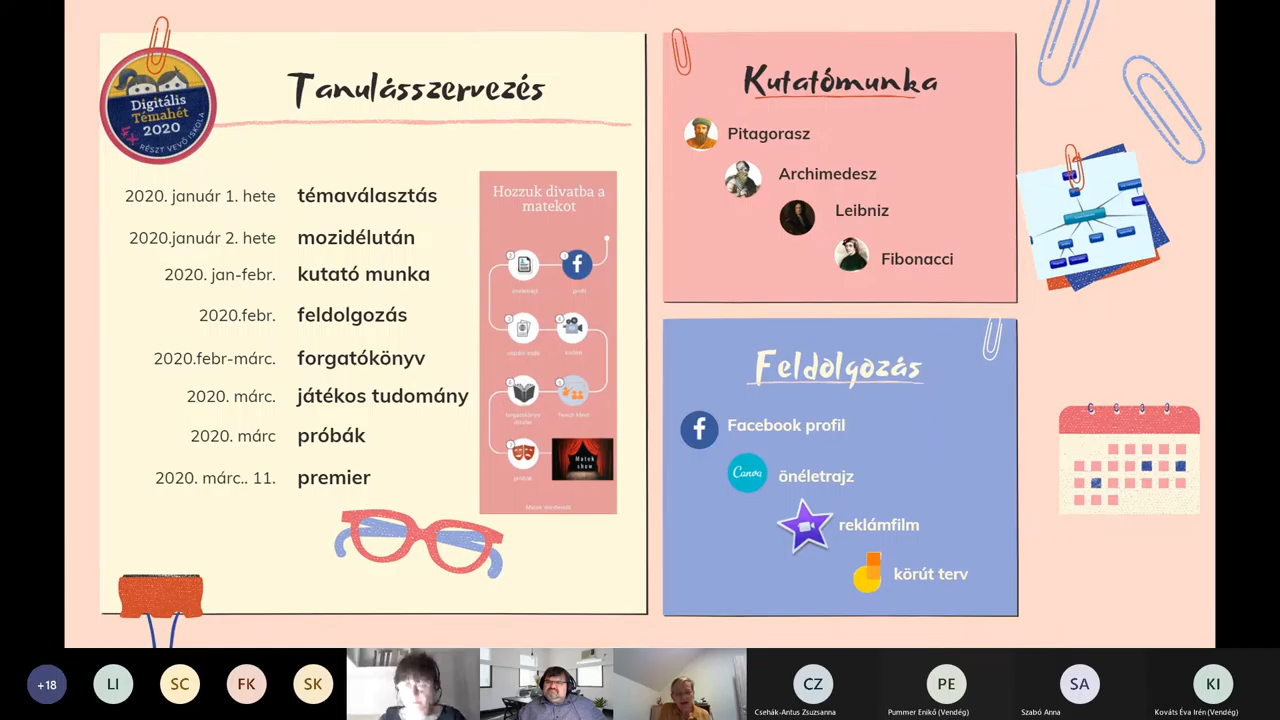 Digitális
Témahét
2020
RÉSZT VEVŐ ISKOLA
Tanulásszervezés
2020. január 1. hete témaválasztás
2020.január 2. hete mozidélután
2020. jan-febr. kutató munka
2020.febr. feldolgozás
2020.febr-márc. forgatókönyv
2020. márc. játékos tudomány
2020. márc próbák
2020. márc.. 11. premier
Hozzuk divatba a
matekot
profil
Matek
show
próbák
Kutatómunka
Pitagorasz
Archimedesz
Leibniz
Fibonacci
Feldolgozás
Facebook profil
Canva
önéletrajz
reklámfilm
körút terv
+18
LI
SC
FK
SK
CZ
Csehák-Antus Zsuzsanna
PE
Pummer Enikő (Vendég)
SA
Szabó Anna
KI
Kováts Éva Irén (Vendég)